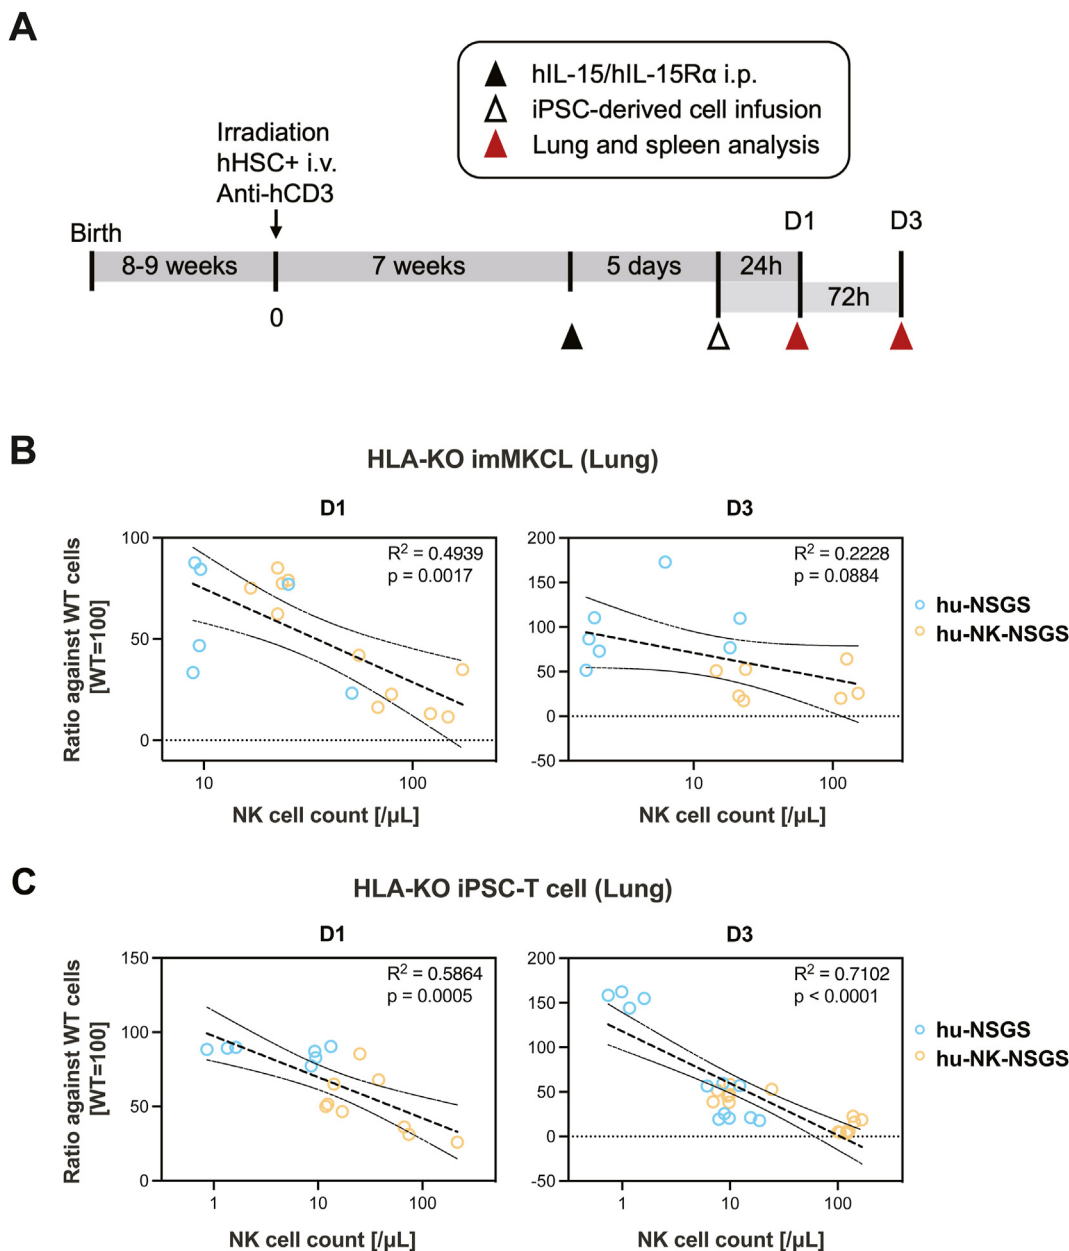 A
hIL-15/hIL-15Rα i.p.
iPSC-derived cell infusion
Lung and spleen analysis
Irradiation
hHSC+ i.v.
Anti-hCD3
Birth
D1
D3
8-9 weeks
7 weeks
5 days
24h
72h
0
B
HLA-KO imMKCL (Lung)
D1
Ratio against WT cells
[WT=100]
100
50
0
R² = 0.4939
p = 0.0017
10
100
NK cell count [/µL]
D3
200
150
100
50
0
-50
R² = 0.2228
p = 0.0884
10
100
NK cell count [/µL]
hu-NSGS
hu-NK-NSGS
C
HLA-KO iPSC-T cell (Lung)
D1
Ratio against WT cells
[WT=100]
150
100
50
0
R² = 0.5864
p = 0.0005
1
10
100
NK cell count [/µL]
D3
200
150
100
50
0
-50
R² = 0.7102
p < 0.0001
1
10
100
NK cell count [/µL]
hu-NSGS
hu-NK-NSGS